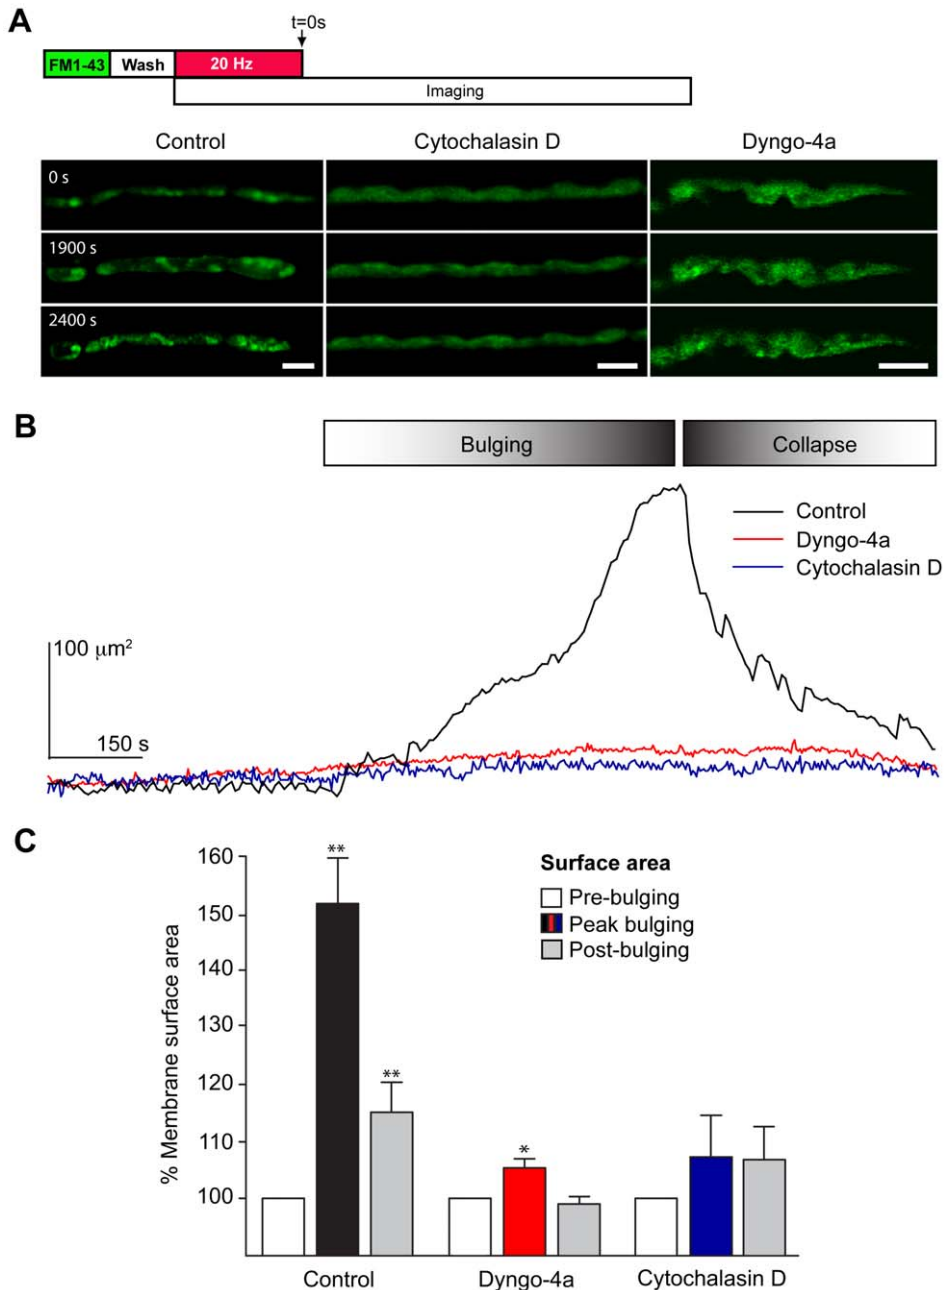 A
t=0s
FM1-43 Wash 20 Hz
Imaging
Control Cytochalasin D Dyngo-4a
0 s
1900 s
2400 s
B
Bulging Collapse
Control
Dyngo-4a
Cytochalasin D
100 μm²
150 s
C
% Membrane surface area
160
150
140
130
120
110
100
**
**
*
Surface area
Pre-bulging
Peak bulging
Post-bulging
Control Dyngo-4a Cytochalasin D